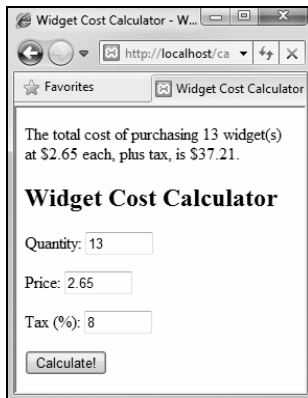 Widget Cost Calculator - W...
http://localhost/ca
Favorites
Widget Cost Calculator
The total cost of purchasing 13 widget(s)
at $2.65 each, plus tax, is $37.21.
Widget Cost Calculator
Quantity: 13
Price: 2.65
Tax (%): 8
Calculate!